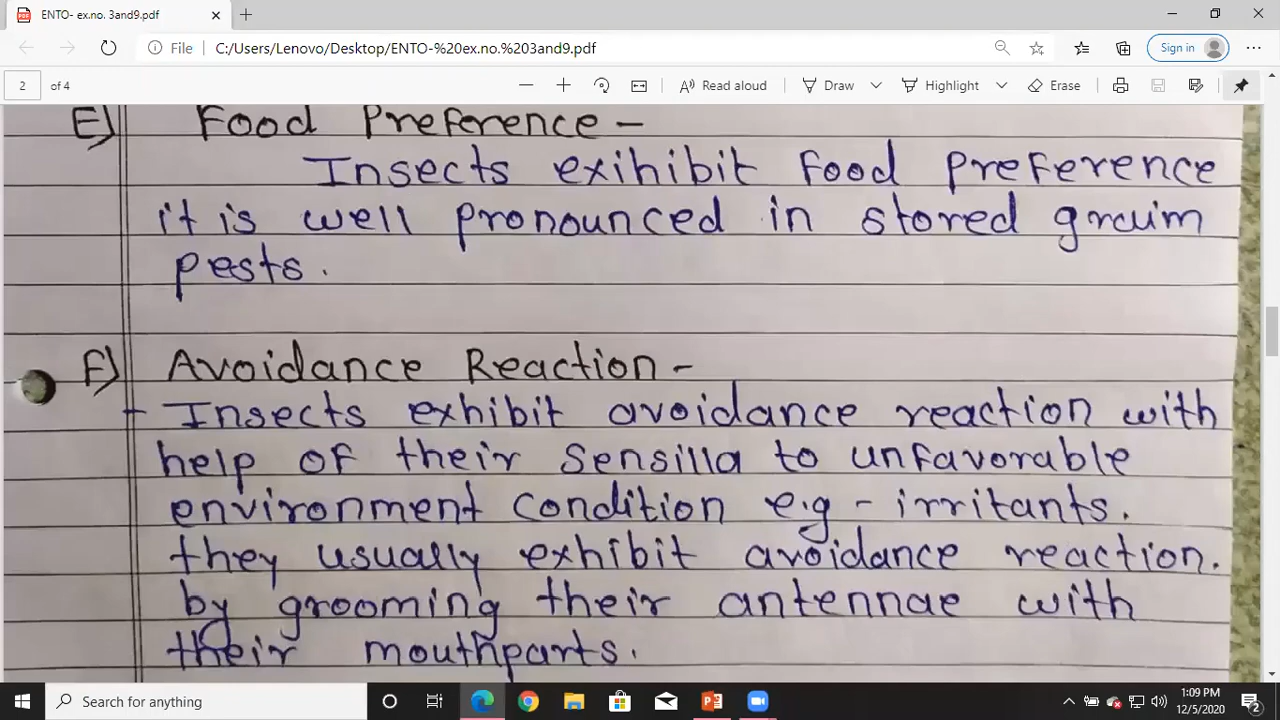 ENTO- ex.no. 3and9.pdf
File
C:/Users/Lenovo/Desktop/ENTO-%20ex.no.%203and9.pdf
Sign in
2 of 4
Read aloud
Draw
Highlight
Erase
E) Food Preference -
Insects exihibit food preference
it is well pronounced in stored graim
pests.
F) Avoidance Reaction -
Insects exhibit avoidance reaction with
help of their Sensilla to unfavorable
environment condition e.g - irritants.
they usually exhibit avoidance reaction.
by grooming their antennae with
their mouthparts.
Search for anything
1:09 PM
12/5/2020
2